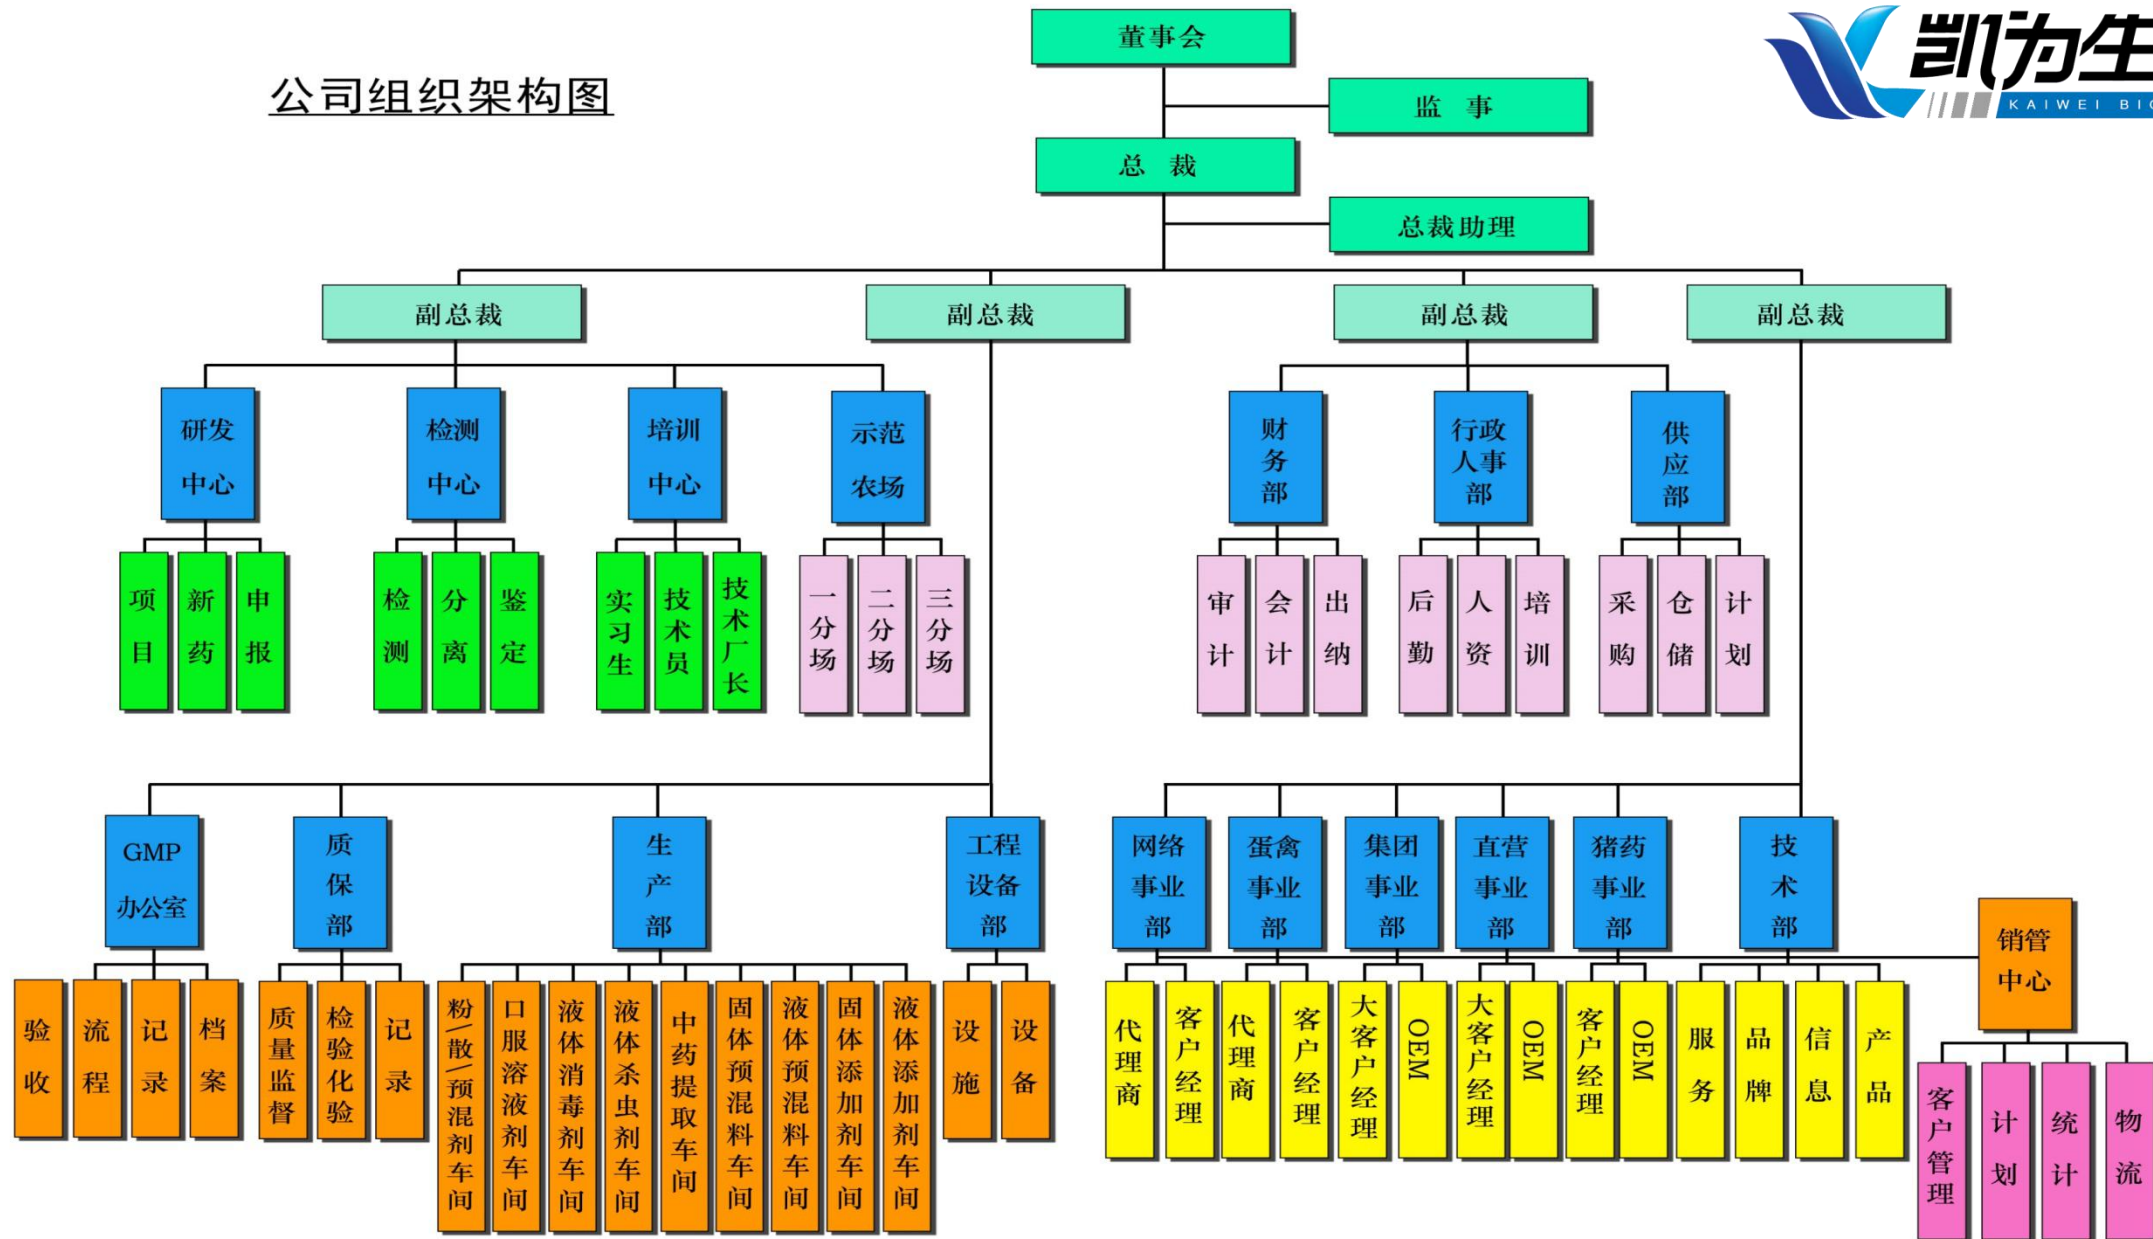 公司组织架构图
凯为生
KAIWEI BIO
董事会
监 事
总 裁
总裁助理
副总裁
副总裁
副总裁
副总裁
研发
中心
检测
中心
培训
中心
示范
农场
财务部
行政
人事
部
供应部
项目
新药
申报
检测
分离
鉴定
实习生
技术员
技术厂长
一分场
二分场
三分场
审计
会计
出纳
后勤
人资
培训
采购
仓储
计划
GMP
办公室
质保部
生产部
工程
设备
部
网络
事业
部
蛋禽
事业
部
集团
事业
部
直营
事业
部
猪药
事业
部
技术部
销管
中心
验收
流程
记录
档案
质量监督
检验化验
记录
粉\散\预混剂车间
口服溶液剂车间
液体消毒剂车间
液体杀虫剂车间
中药提取车间
固体预混料车间
液体预混料车间
固体添加剂车间
液体添加剂车间
设施
设备
代理商
客户经理
代理商
客户经理
大客户经理
OEM
大客户经理
OEM
客户经理
OEM
服务
品牌
信息
产品
客户管理
计划
统计
物流